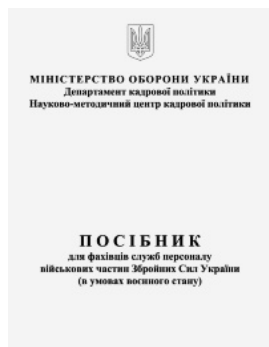 МІНІСТЕРСТВО ОБОРОНИ УКРАЇНИ
Департамент кадрової політики
Науково-методичний центр кадрової політики
ПОСІБНИК
для фахівців служб персоналу
військових частин Збройних Сил України
(в умовах воєнного стану)